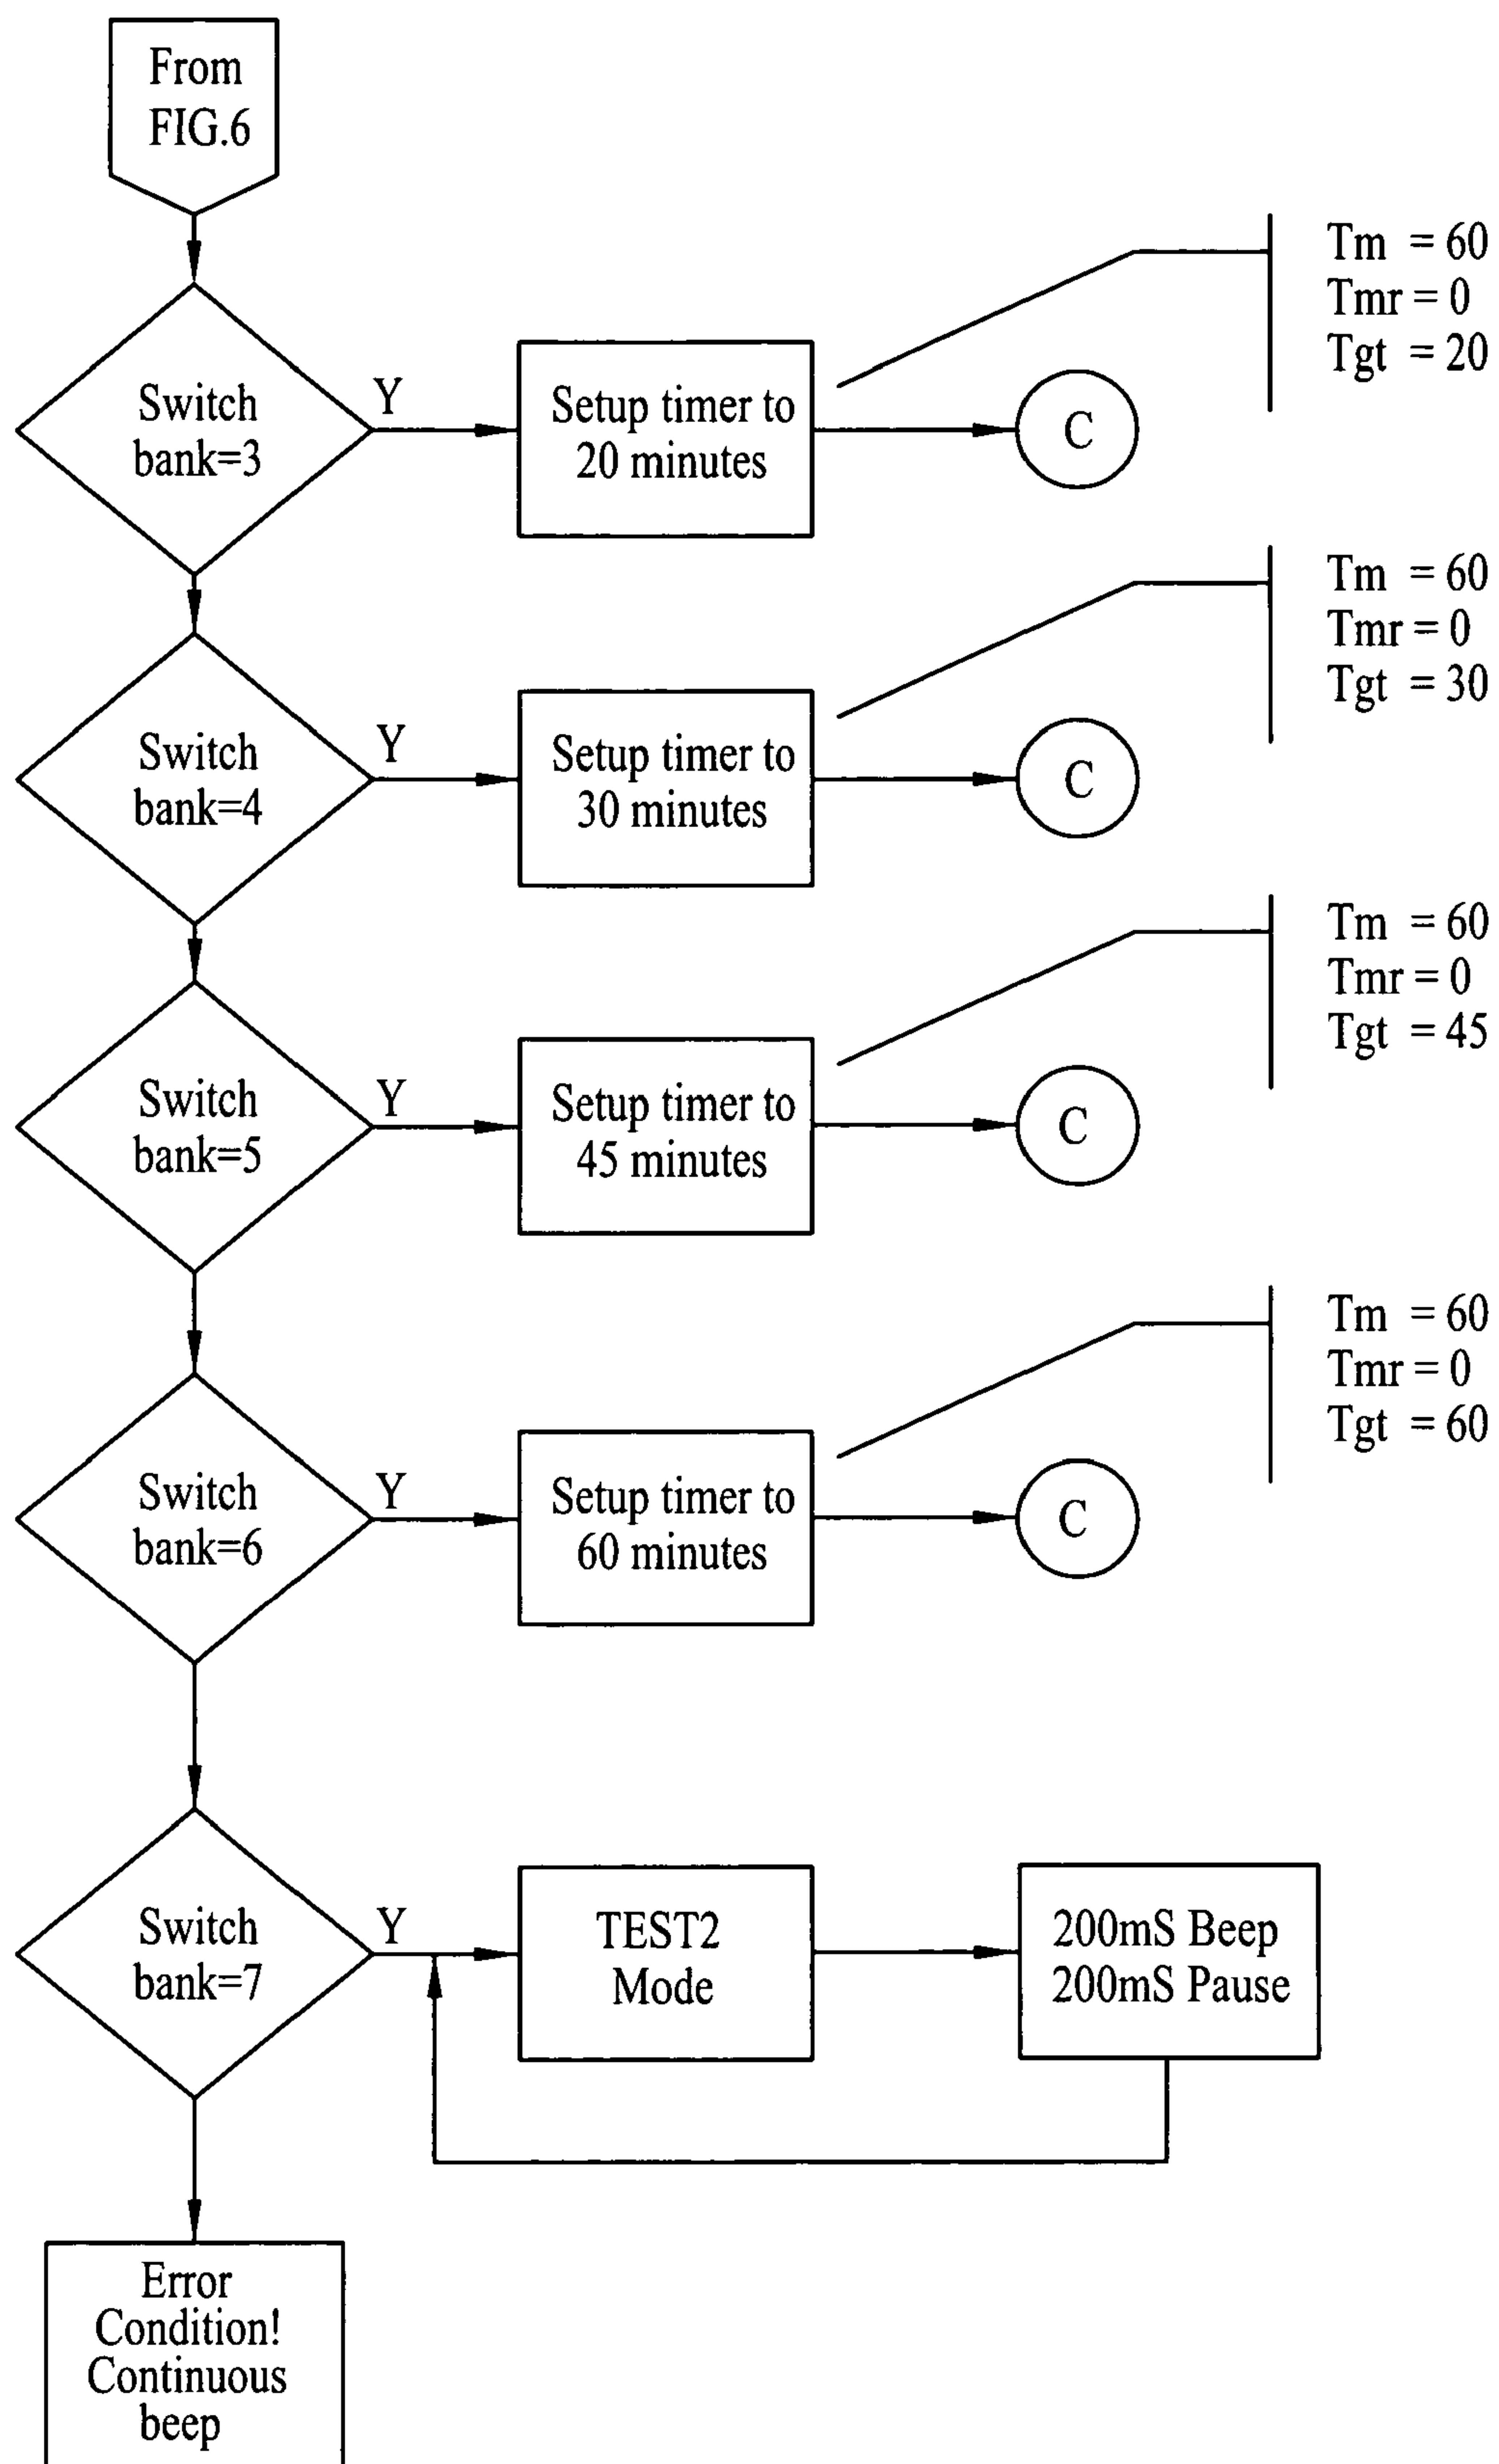 From
FIG.6
Switch
bank=3
Y
Setup timer to
20 minutes
C
Tm = 60
Tmr = 0
Tgt = 20
Switch
bank=4
Y
Setup timer to
30 minutes
C
Tm = 60
Tmr = 0
Tgt = 30
Switch
bank=5
Y
Setup timer to
45 minutes
C
Tm = 60
Tmr = 0
Tgt = 45
Switch
bank=6
Y
Setup timer to
60 minutes
C
Tm = 60
Tmr = 0
Tgt = 60
Switch
bank=7
Y
TEST2
Mode
200mS Beep
200mS Pause
Error
Condition!
Continuous
beep